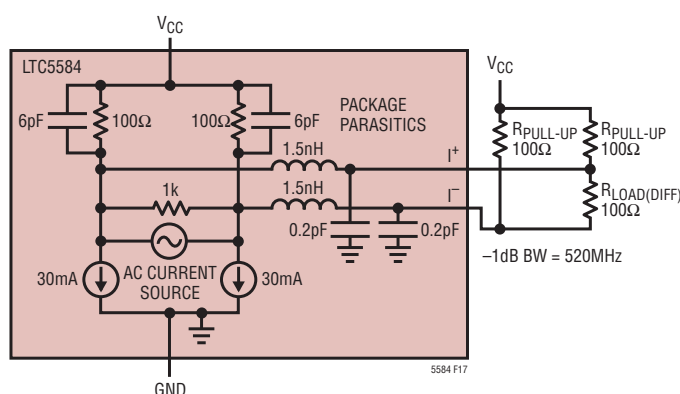 VCC
LTC5584
6pF
100Ω
100Ω
6pF
PACKAGE
PARASITICS
VCC
RPULL-UP
100Ω
RPULL-UP
100Ω
1.5nH
I+
1k
1.5nH
I−
RLOAD(DIFF)
100Ω
0.2pF
0.2pF
−1dB BW = 520MHz
30mA
AC CURRENT
SOURCE
30mA
5584 F17
GND